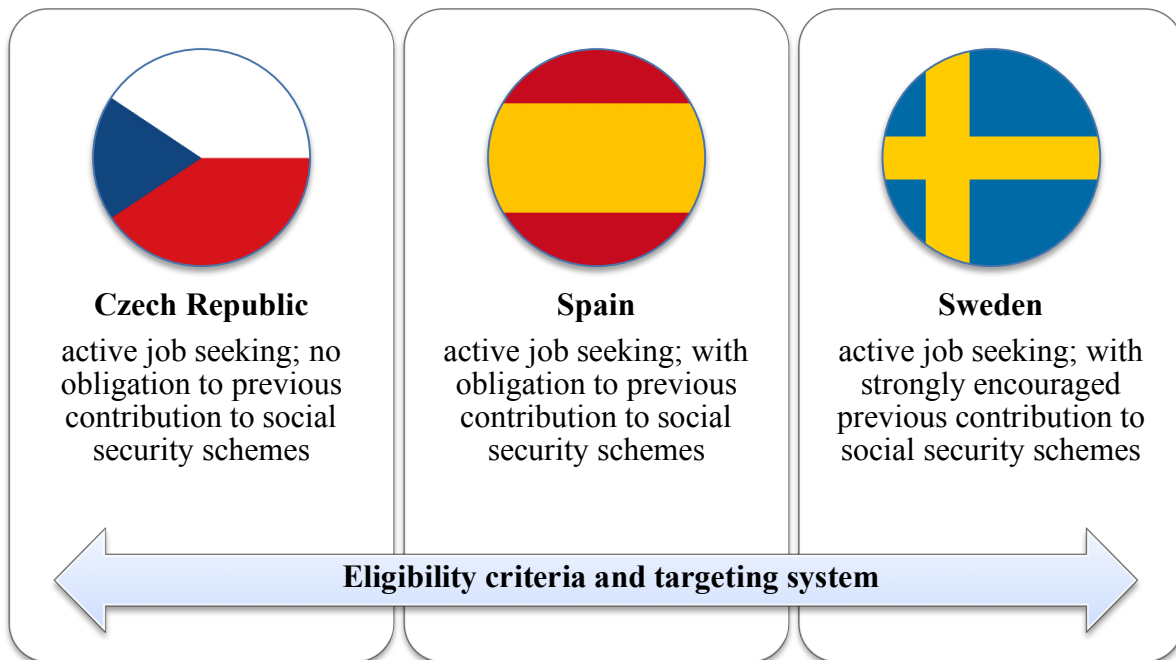 Czech Republic
active job seeking; no
obligation to previous
contribution to social
security schemes
Spain
active job seeking; with
obligation to previous
contribution to social
security schemes
Sweden
active job seeking; with
strongly encouraged
previous contribution to
social security schemes
Eligibility criteria and targeting system